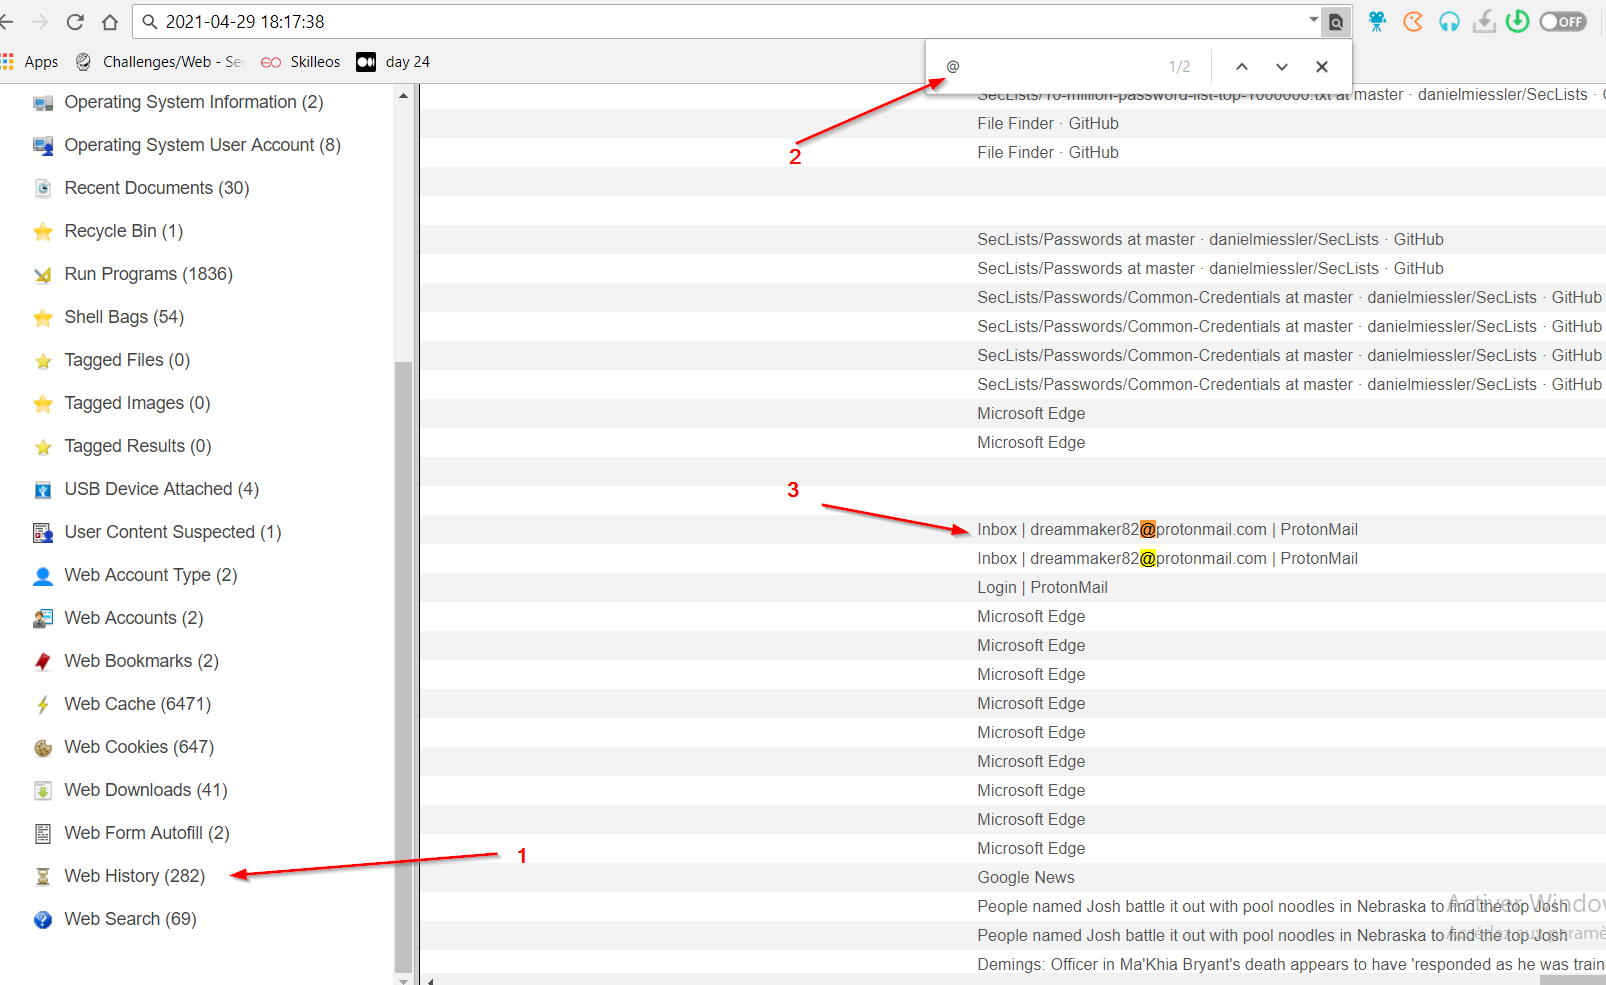 2021-04-29 18:17:38
OFF
Apps
Challenges/Web - Se
Skilleos
day 24
@
1/2
2
Operating System Information (2)
Operating System User Account (8)
Recent Documents (30)
Recycle Bin (1)
Run Programs (1836)
Shell Bags (54)
Tagged Files (0)
Tagged Images (0)
Tagged Results (0)
USB Device Attached (4)
User Content Suspected (1)
Web Account Type (2)
Web Accounts (2)
Web Bookmarks (2)
Web Cache (6471)
Web Cookies (647)
Web Downloads (41)
Web Form Autofill (2)
Web History (282)
Web Search (69)
1
3
SecLists/10-million-password-list-top-1000000.txt at master · danielmiessler/SecLists ·
File Finder · GitHub
File Finder · GitHub
SecLists/Passwords at master · danielmiessler/SecLists · GitHub
SecLists/Passwords at master · danielmiessler/SecLists · GitHub
SecLists/Passwords/Common-Credentials at master · danielmiessler/SecLists · GitHub
SecLists/Passwords/Common-Credentials at master · danielmiessler/SecLists · GitHub
SecLists/Passwords/Common-Credentials at master · danielmiessler/SecLists · GitHub
SecLists/Passwords/Common-Credentials at master · danielmiessler/SecLists · GitHub
Microsoft Edge
Microsoft Edge
Inbox | dreammaker82@protonmail.com | ProtonMail
Inbox | dreammaker82@protonmail.com | ProtonMail
Login | ProtonMail
Microsoft Edge
Microsoft Edge
Microsoft Edge
Microsoft Edge
Microsoft Edge
Microsoft Edge
Microsoft Edge
Microsoft Edge
Microsoft Edge
Google News
People named Josh battle it out with pool noodles in Nebraska to find the top Josh
People named Josh battle it out with pool noodles in Nebraska to find the top Josh
Demings: Officer in Ma'Khia Bryant's death appears to have 'responded as he was train
Activer Windo
Accédez aux paramè